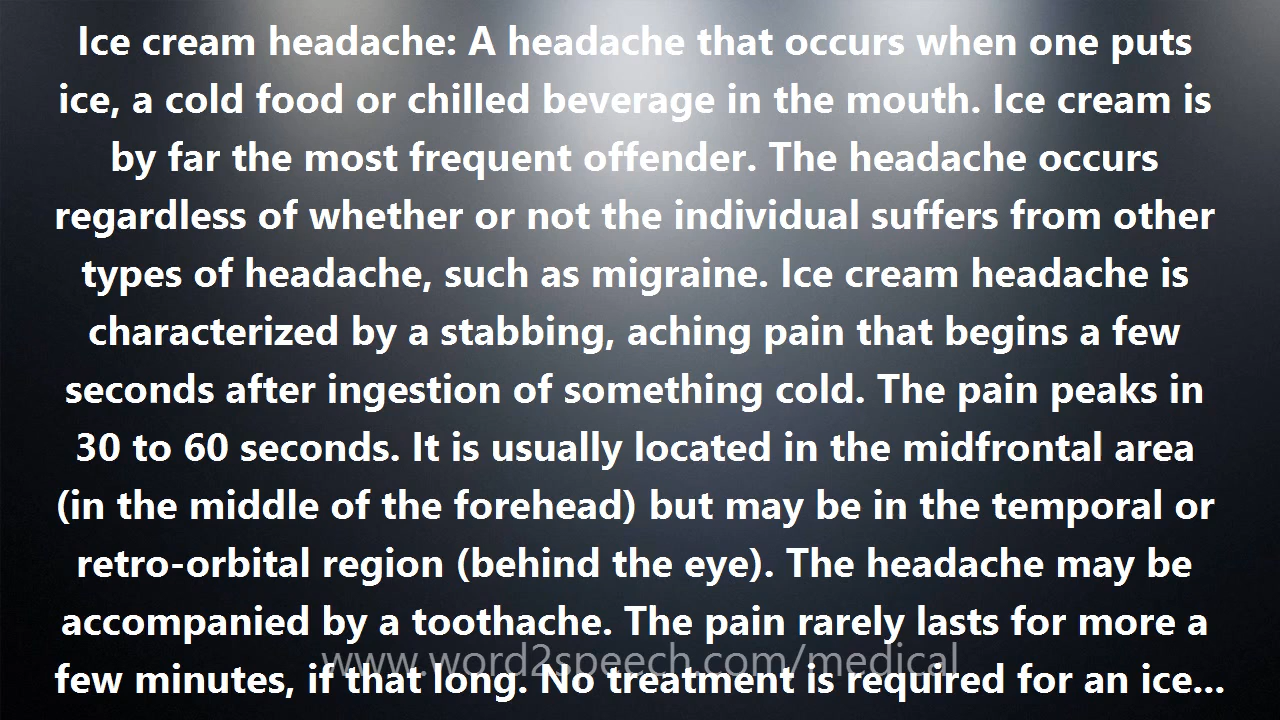 Ice cream headache: A headache that occurs when one puts
ice, a cold food or chilled beverage in the mouth. Ice cream is
by far the most frequent offender. The headache occurs
regardless of whether or not the individual suffers from other
types of headache, such as migraine. Ice cream headache is
characterized by a stabbing, aching pain that begins a few
seconds after ingestion of something cold. The pain peaks in
30 to 60 seconds. It is usually located in the midfrontal area
(in the middle of the forehead) but may be in the temporal or
retro-orbital region (behind the eye). The headache may be
accompanied by a toothache. The pain rarely lasts for more a
www.word2speech.com/medical
few minutes, if that long. No treatment is required for an ice...